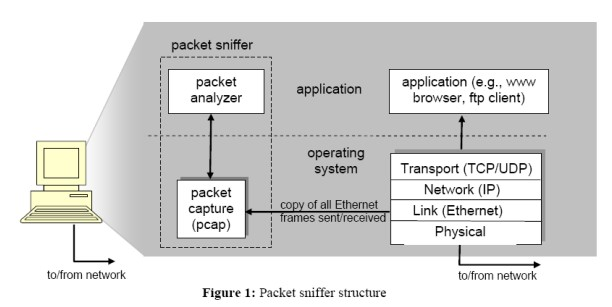 packet sniffer
packet
analyzer
application
application (e.g., www
browser, ftp client)
operating
system
packet
capture
(pcap)
copy of all Ethernet
frames sent/received
Transport (TCP/UDP)
Network (IP)
Link (Ethernet)
Physical
to/from network
to/from network
Figure 1: Packet sniffer structure